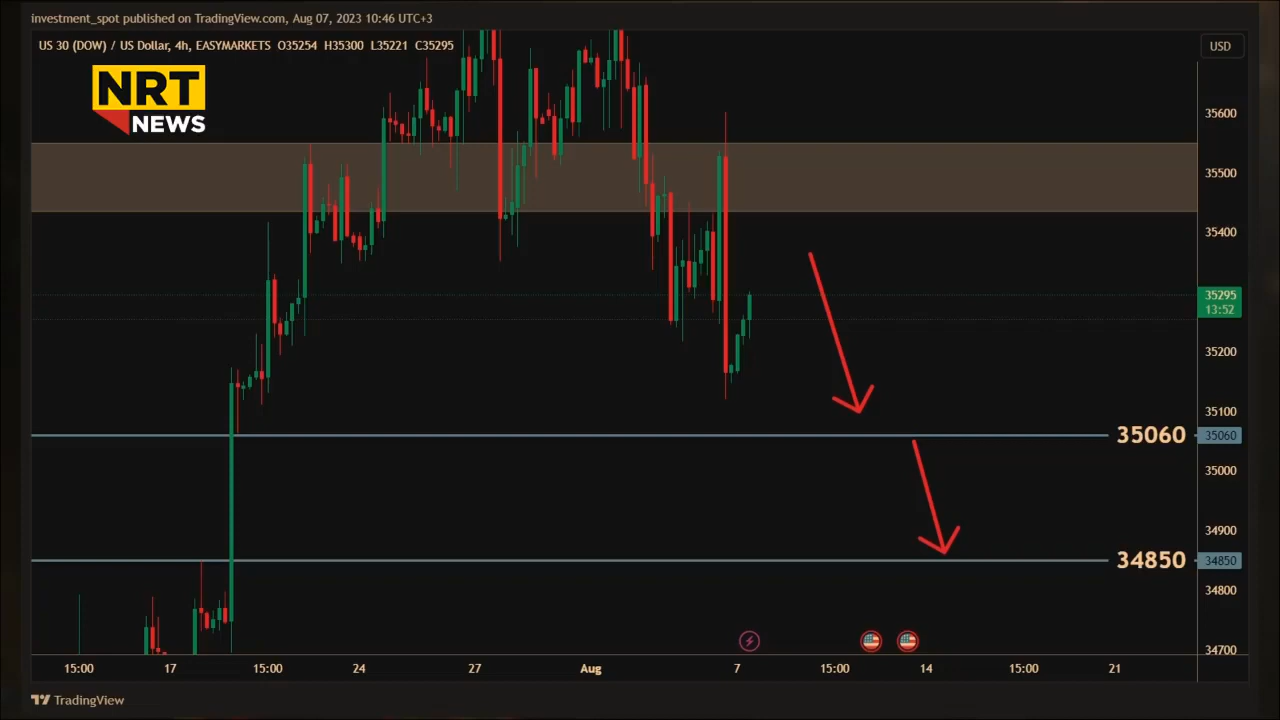 investment_spot published on TradingView.com, Aug 07, 2023 10:46 UTC+3
US 30 (DOW) / US Dollar, 4h, EASYMARKETS O35254 H35300 L35221 C35295
USD
NRT
NEWS
35600
35500
35400
35295
13:52
35200
35100
35060 35060
35000
34900
34850 34850
34800
34700
15:00 17 15:00 24 27 Aug 7 15:00 14 15:00 21
TradingView